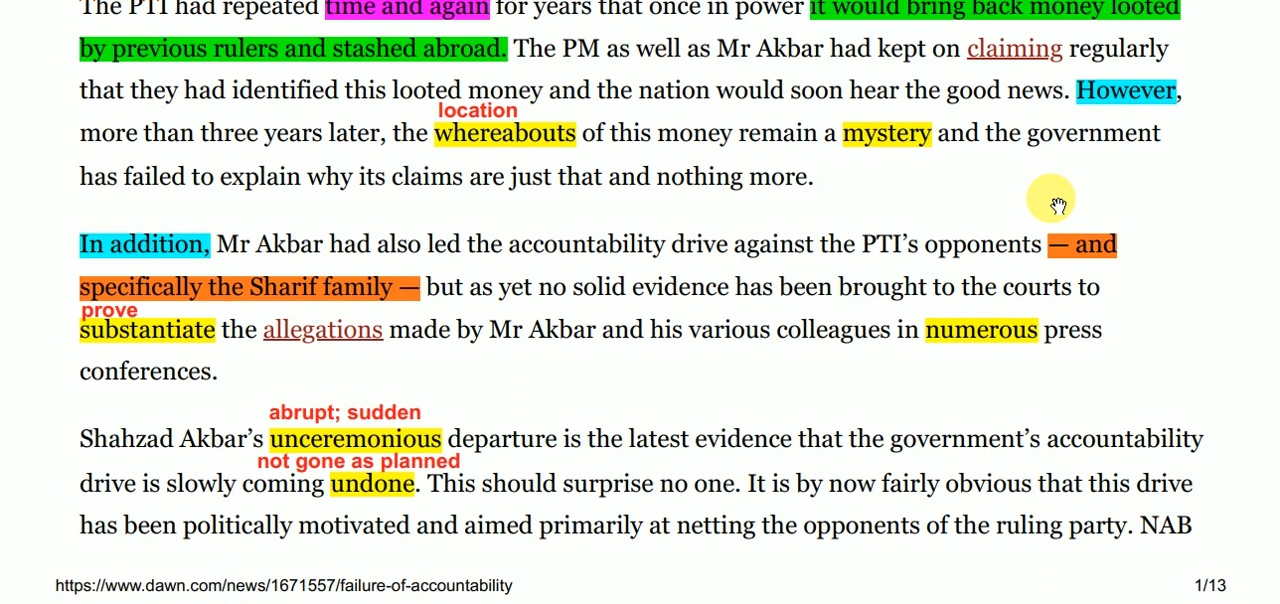 The PTI had repeated time and again for years that once in power it would bring back money looted
by previous rulers and stashed abroad. The PM as well as Mr Akbar had kept on claiming regularly
that they had identified this looted money and the nation would soon hear the good news. However,
location
more than three years later, the whereabouts of this money remain a mystery and the government
has failed to explain why its claims are just that and nothing more.
In addition, Mr Akbar had also led the accountability drive against the PTI’s opponents — and
specifically the Sharif family — but as yet no solid evidence has been brought to the courts to
prove
substantiate the allegations made by Mr Akbar and his various colleagues in numerous press
conferences.
abrupt; sudden
Shahzad Akbar’s unceremonious departure is the latest evidence that the government’s accountability
not gone as planned
drive is slowly coming undone. This should surprise no one. It is by now fairly obvious that this drive
has been politically motivated and aimed primarily at netting the opponents of the ruling party. NAB
https://www.dawn.com/news/1671557/failure-of-accountability 1/13